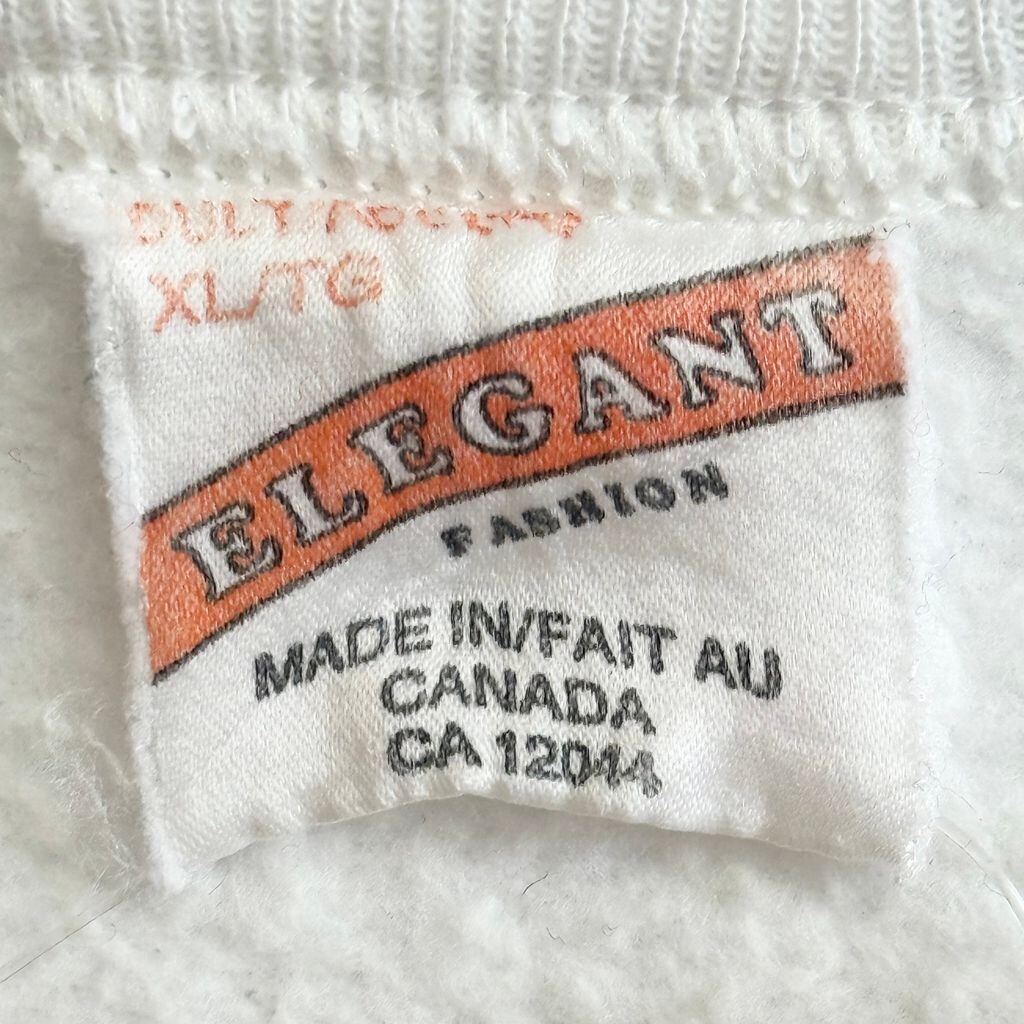 XL/TG
ELEGANT
FASHION
MADE IN/FAIT AU
CANADA
CA 12044